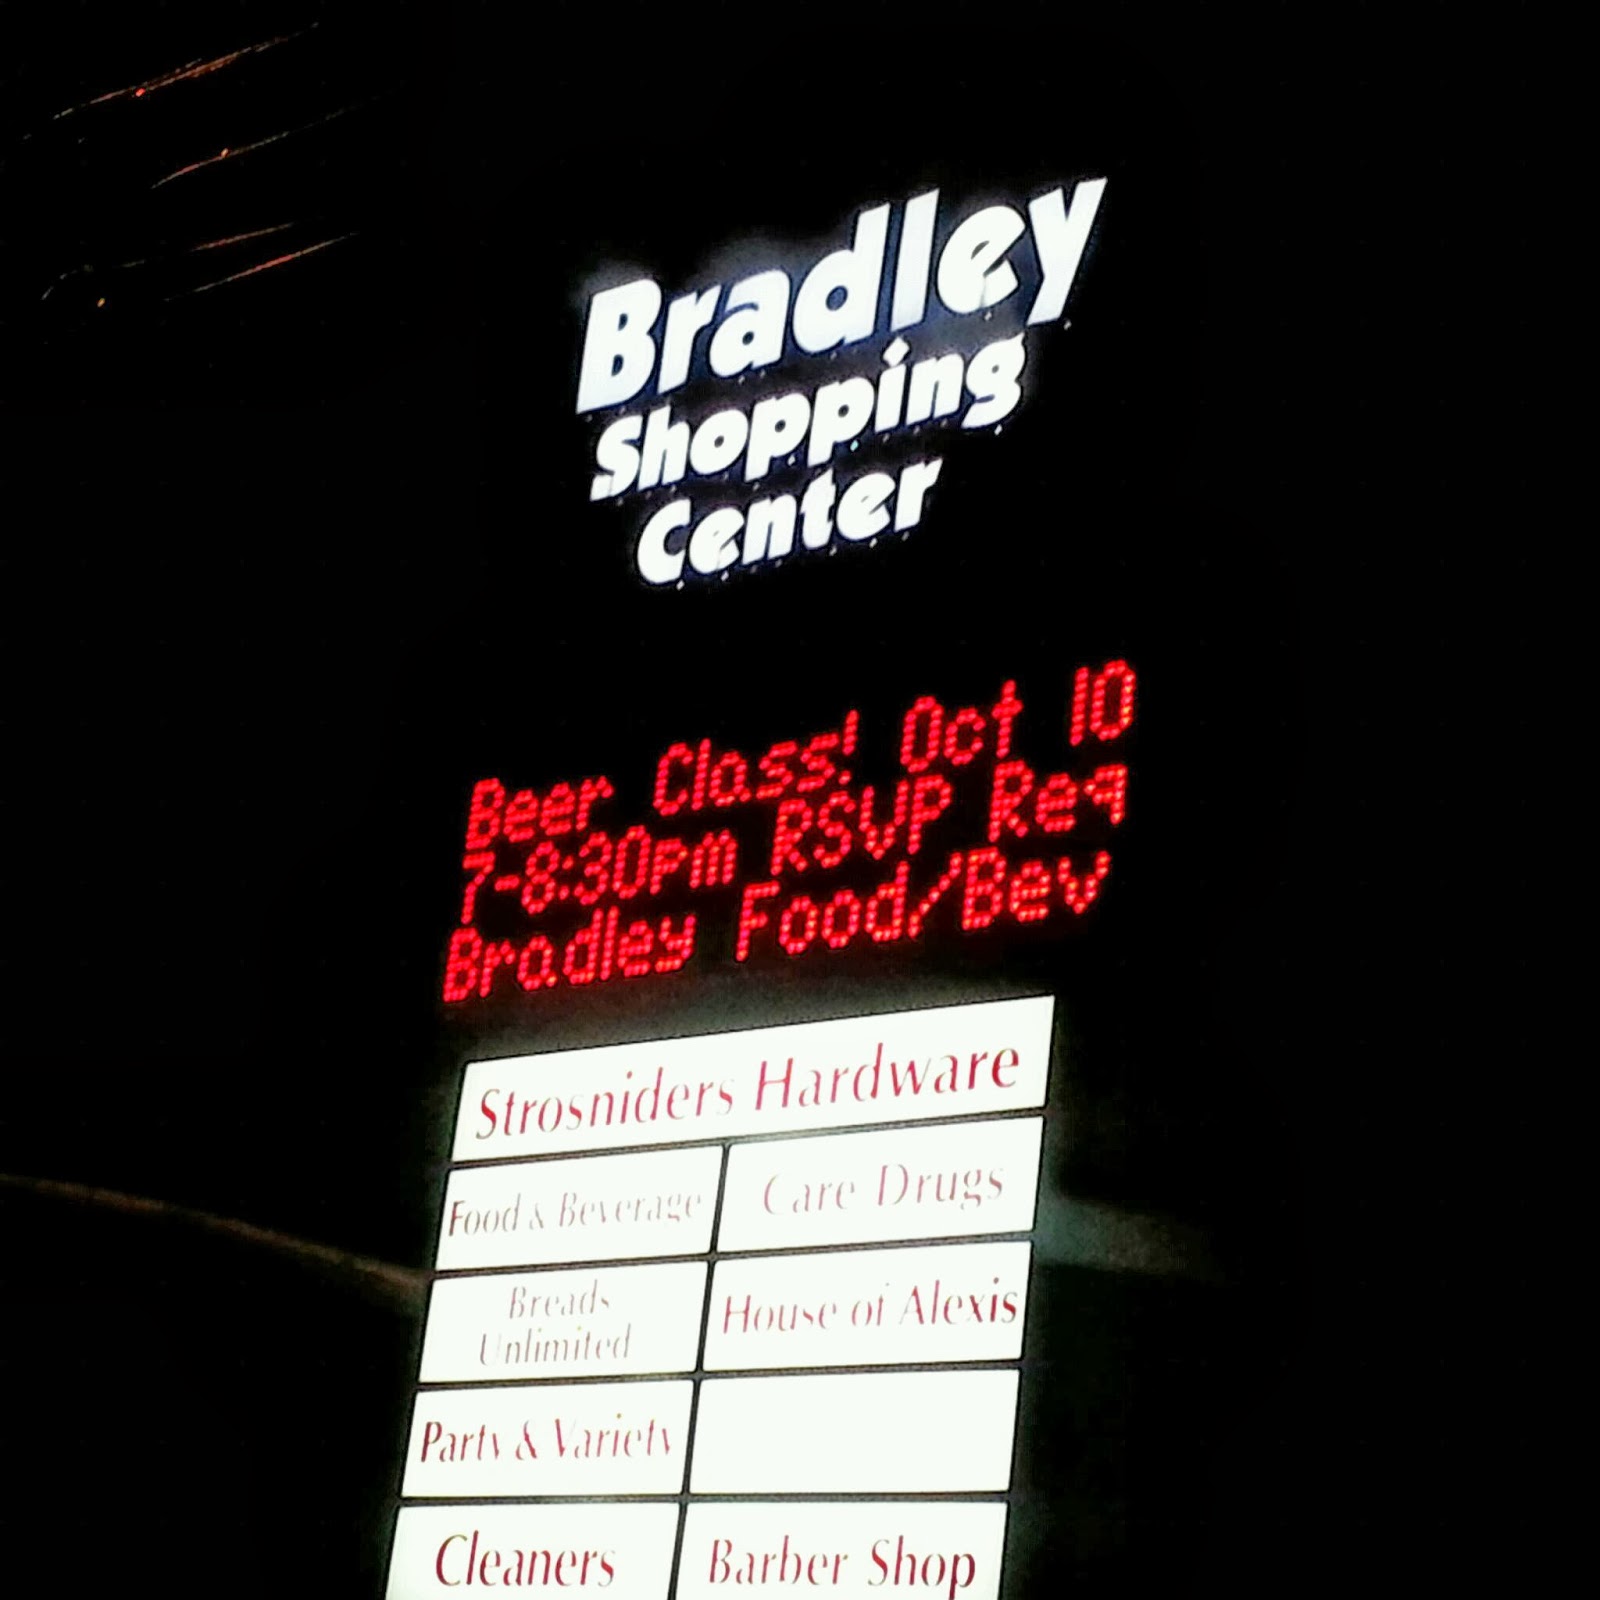 Bradley
Shopping
Center
Beer Class! Oct 10
7-8:30pm RSVP Req
Bradley Food/Bev
Strosniders Hardware
Food & Beverage
Care Drugs
Breads
Unlimited
House of Alexis
Party & Variety
Cleaners
Barber Shop